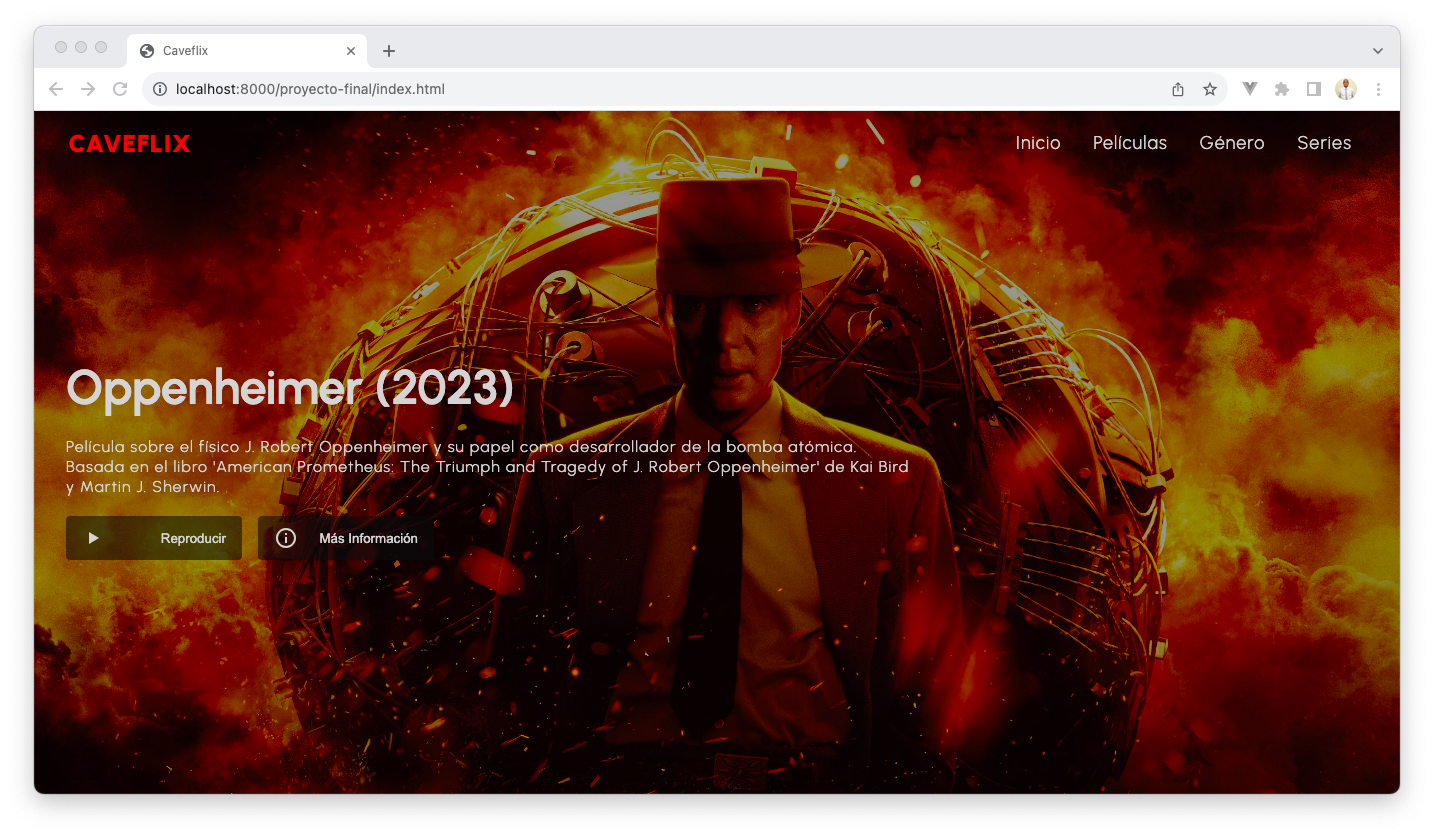 Caveflix
localhost:8000/proyecto-final/index.html
CAVEFLIX
Inicio Películas Género Series
Oppenheimer (2023)
Película sobre el físico J. Robert Oppenheimer y su papel como desarrollador de la bomba atómica.
Basada en el libro 'American Prometheus: The Triumph and Tragedy of J. Robert Oppenheimer' de Kai Bird
y Martin J. Sherwin.
Reproducir Más Información